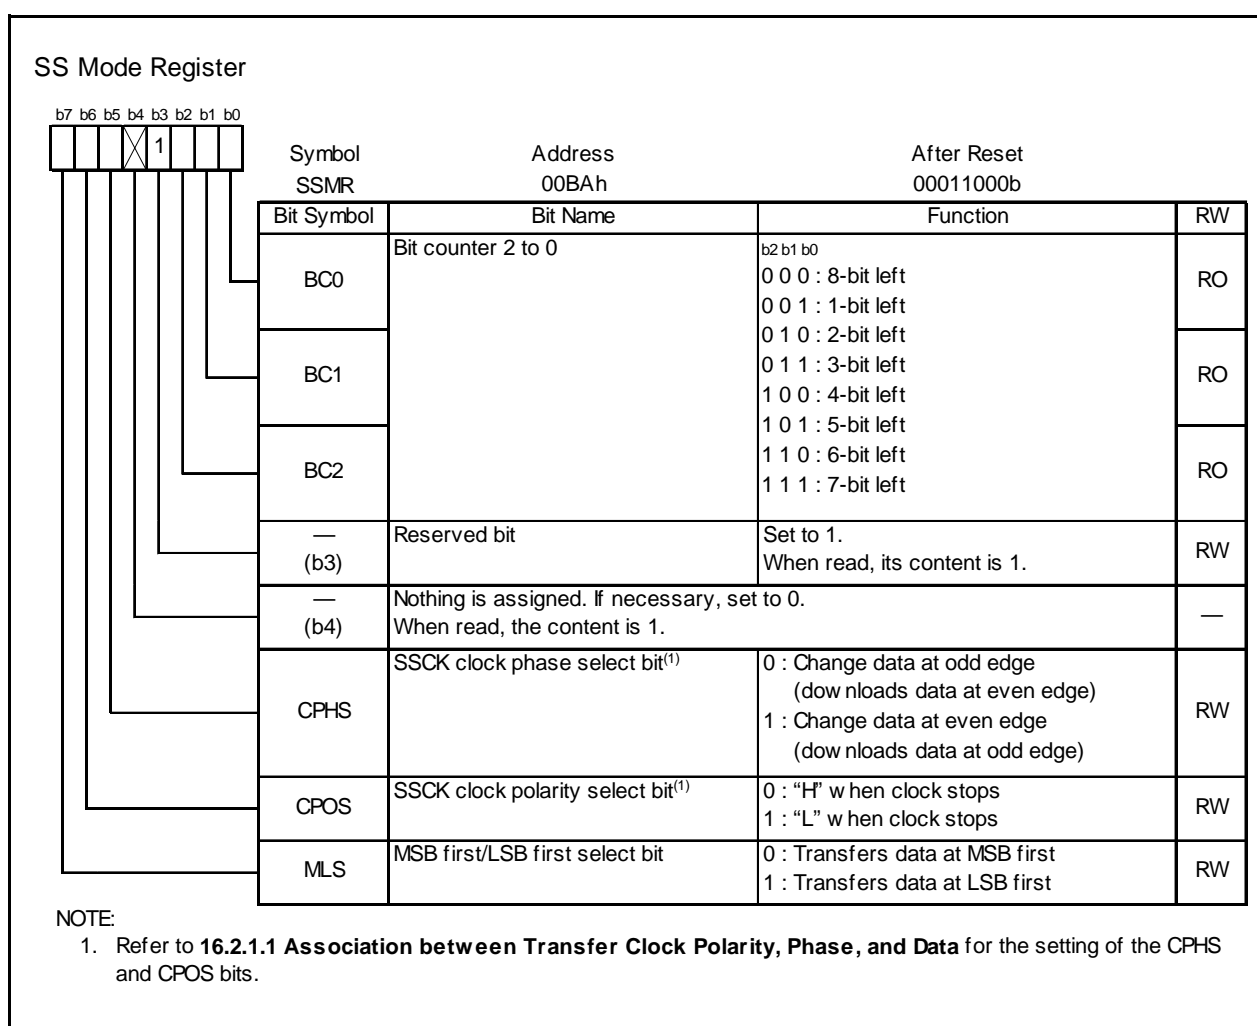 SS Mode Register
b7 b6 b5 b4 b3 b2 b1 b0
1
Symbol Address After Reset
SSMR 00BAh 00011000b
Bit Symbol Bit Name Function RW
BC0 Bit counter 2 to 0 b2 b1 b0 RO
0 0 0 : 8-bit left
0 0 1 : 1-bit left
0 1 0 : 2-bit left
BC1 0 1 1 : 3-bit left RO
1 0 0 : 4-bit left
1 0 1 : 5-bit left
BC2 1 1 0 : 6-bit left RO
1 1 1 : 7-bit left
— Reserved bit Set to 1. RW
(b3) When read, its content is 1.
— Nothing is assigned. If necessary, set to 0. —
(b4) When read, the content is 1.
CPHS SSCK clock phase select bit(1) 0 : Change data at odd edge RW
(downloads data at even edge)
1 : Change data at even edge
(downloads data at odd edge)
CPOS SSCK clock polarity select bit(1) 0 : “H” when clock stops RW
1 : “L” when clock stops
MLS MSB first/LSB first select bit 0 : Transfers data at MSB first RW
1 : Transfers data at LSB first
NOTE:
1. Refer to 16.2.1.1 Association between Transfer Clock Polarity, Phase, and Data for the setting of the CPHS
and CPOS bits.